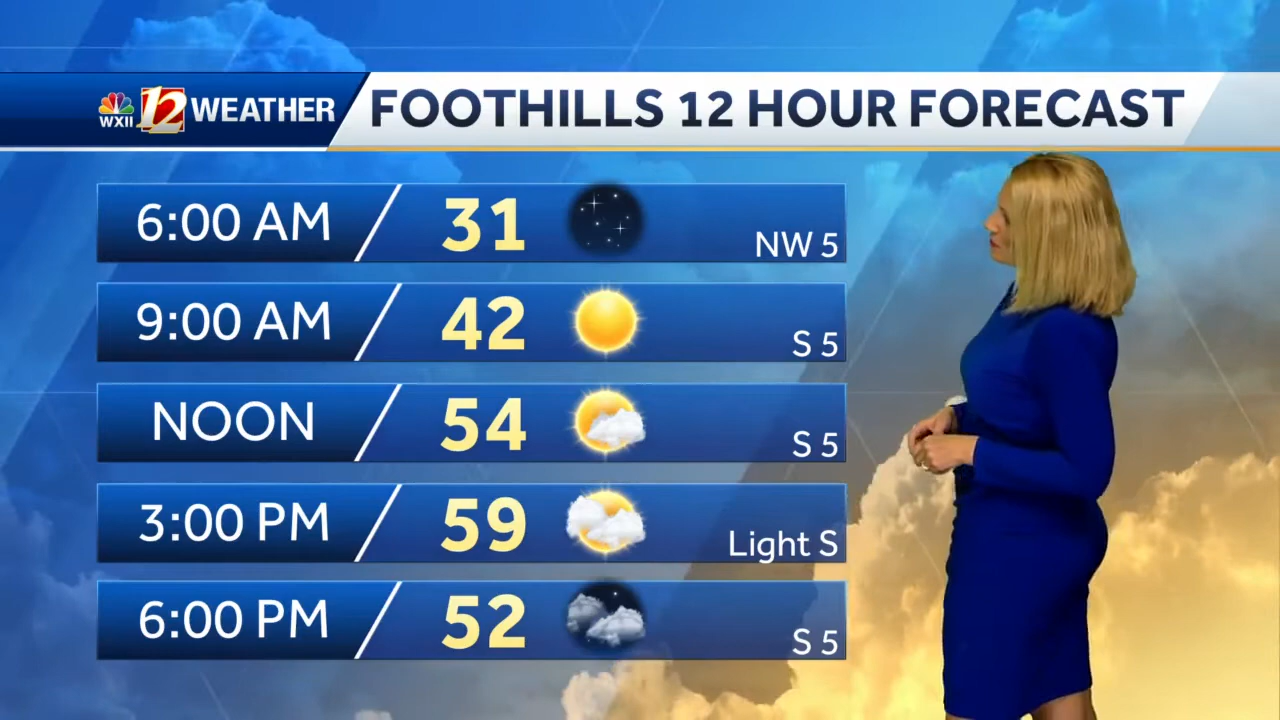 WXII 12 WEATHER
FOOTHILLS 12 HOUR FORECAST
6:00 AM 31 NW 5
9:00 AM 42 S 5
NOON 54 S 5
3:00 PM 59 Light S
6:00 PM 52 S 5